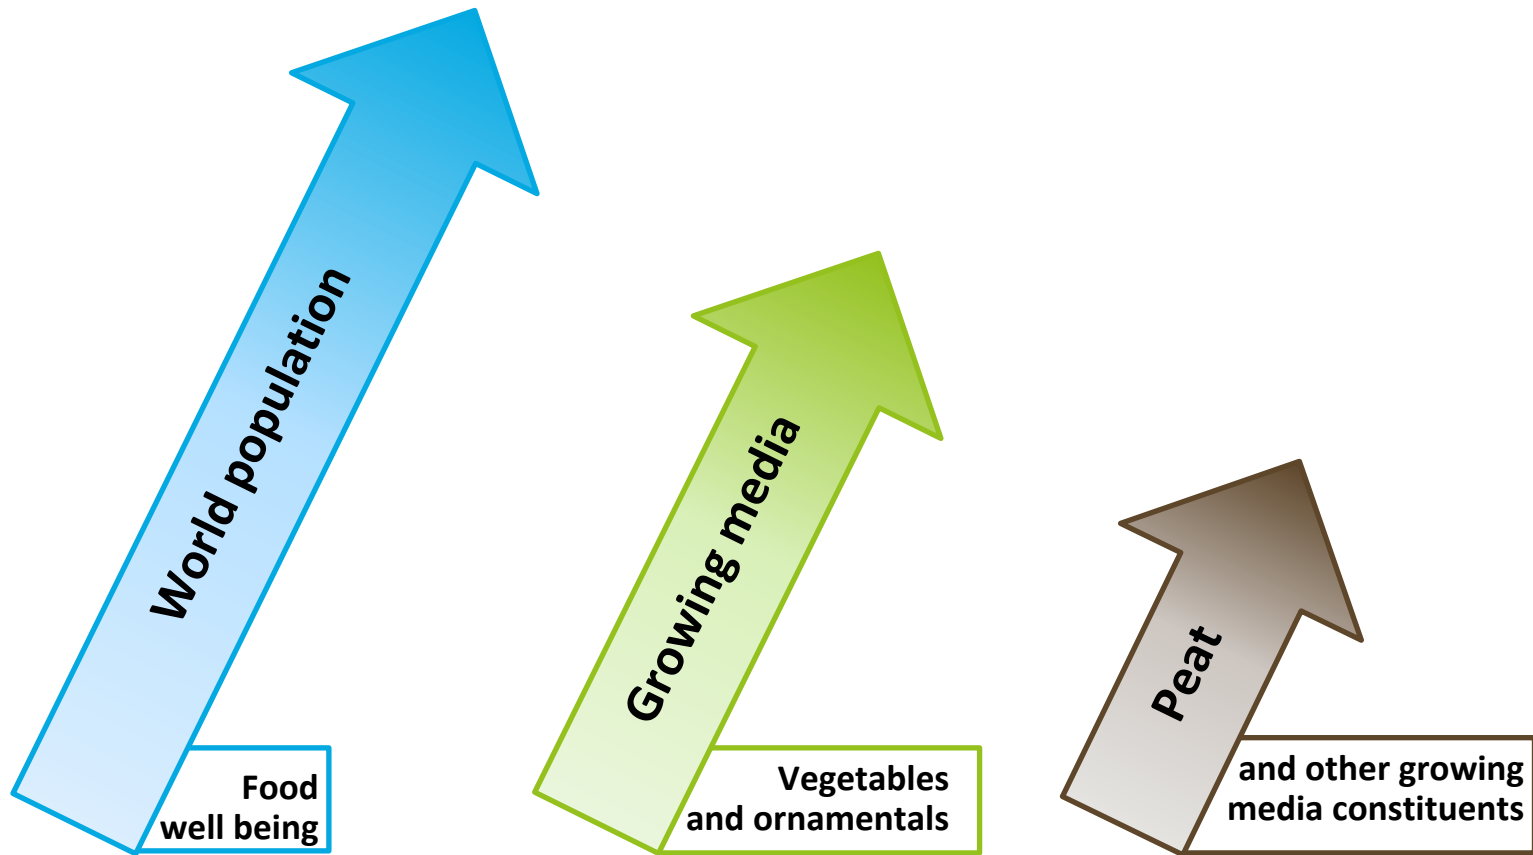 World population
Food
well being
Growing media
Vegetables
and ornamentals
Peat
and other growing
media constituents